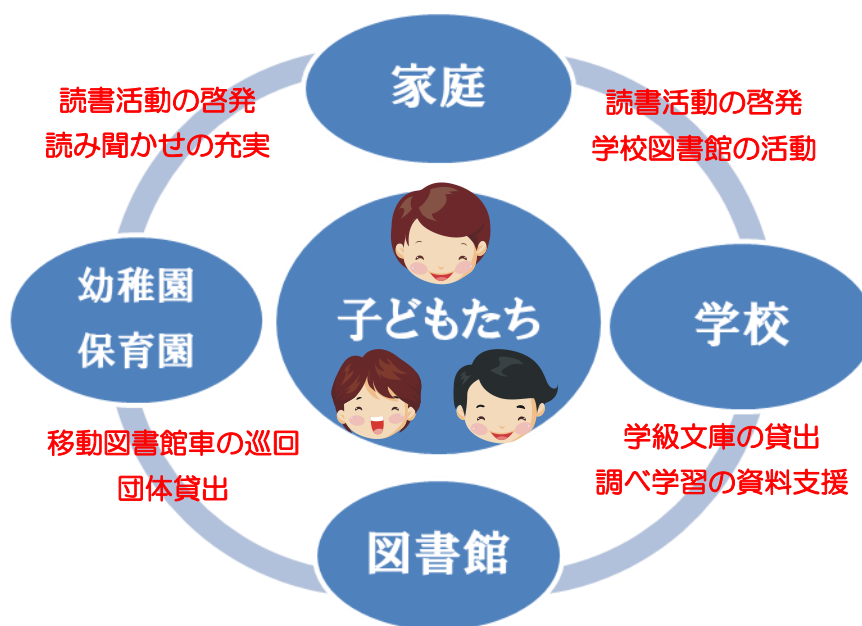 家庭
読書活動の啓発
読み聞かせの充実
読書活動の啓発
学校図書館の活動
幼稚園
保育園
子どもたち
学校
移動図書館車の巡回
団体貸出
学級文庫の貸出
調べ学習の資料支援
図書館